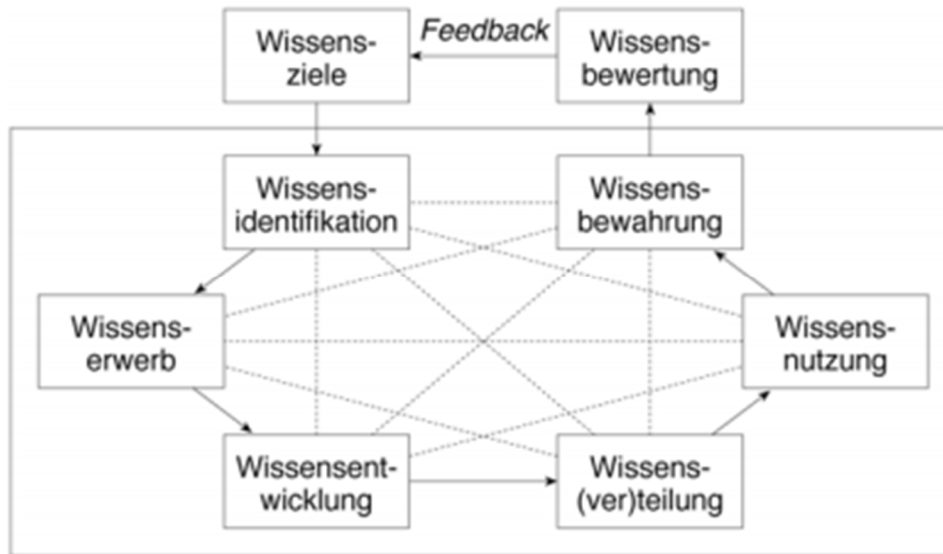 Wissens-
ziele
Feedback
Wissens-
bewertung
Wissens-
identifikation
Wissens-
bewahrung
Wissens-
erwerb
Wissens-
nutzung
Wissensent-
wicklung
Wissens-
(ver)teilung